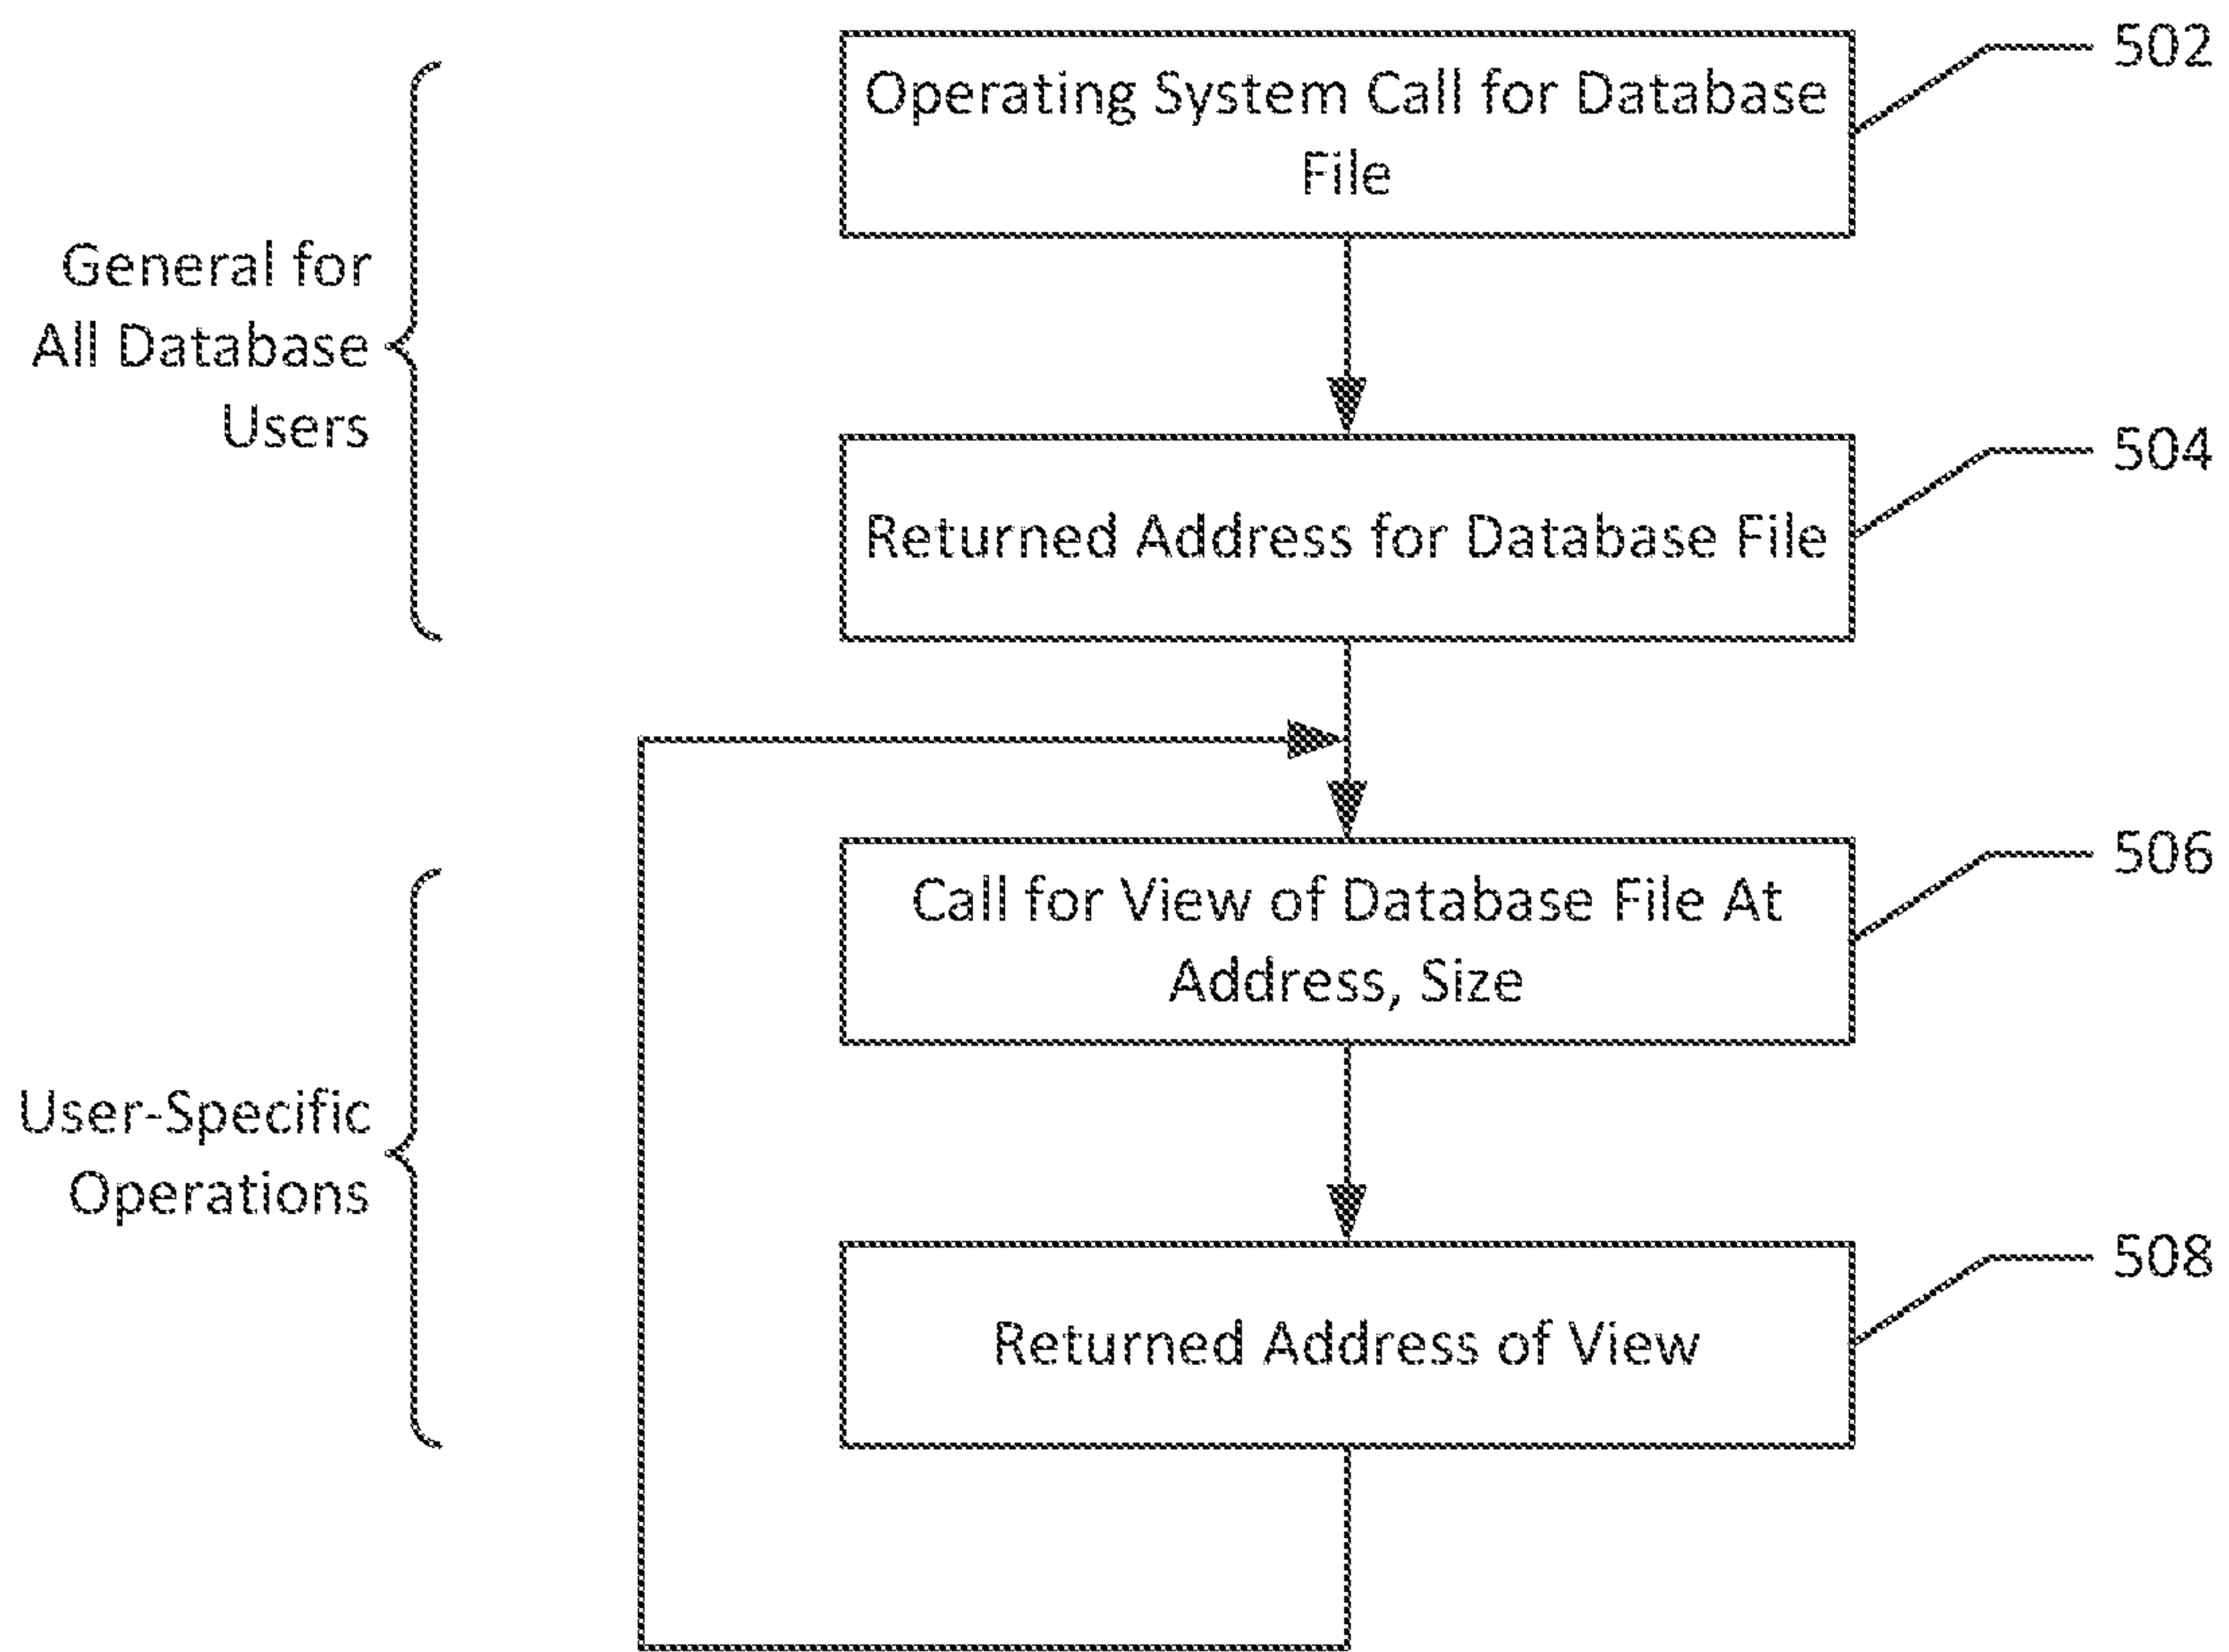 502
Operating System Call for Database
File
General for
All Database
Users
504
Returned Address for Database File
506
Call for View of Database File At
Address, Size
User-Specific
Operations
508
Returned Address of View